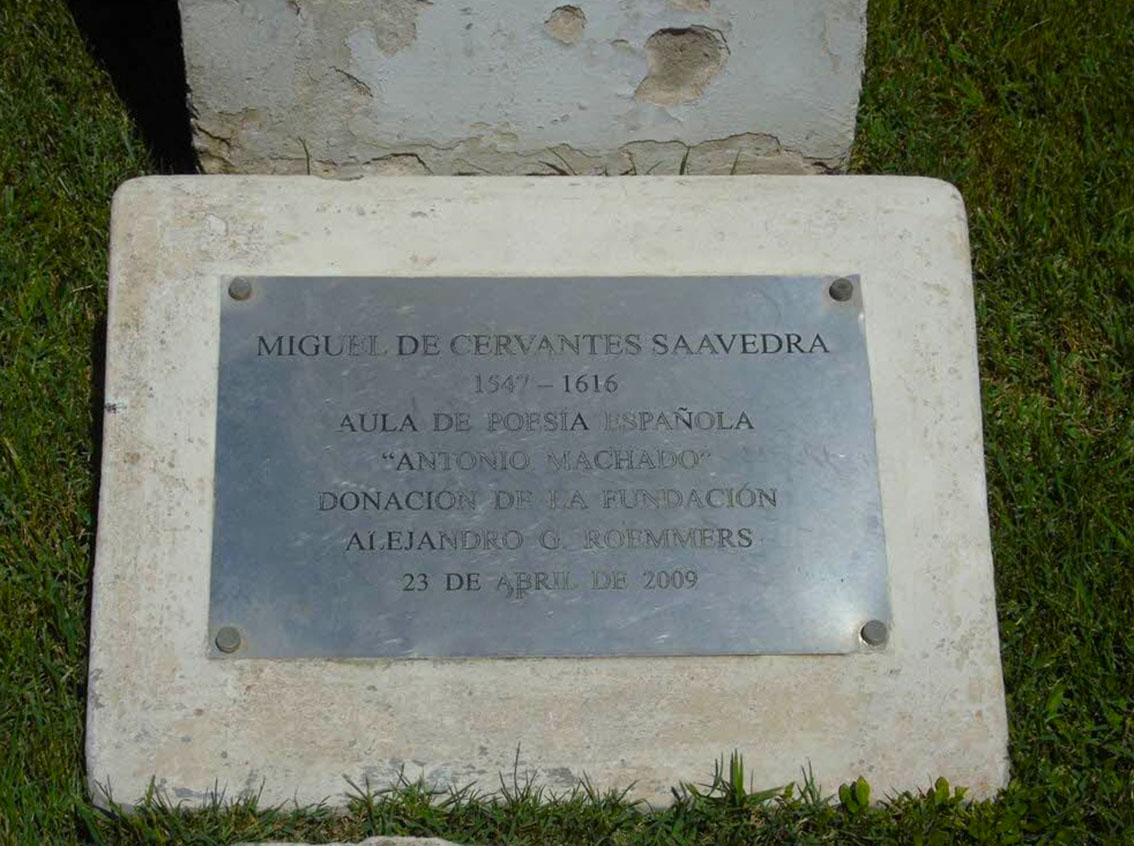 MIGUEL DE CERVANTES SAAVEDRA
1547 – 1616
AULA DE POESÍA ESPAÑOLA
"ANTONIO MACHADO"
DONACIÓN DE LA FUNDACIÓN
ALEJANDRO G. ROEMMERS
23 DE ABRIL DE 2009